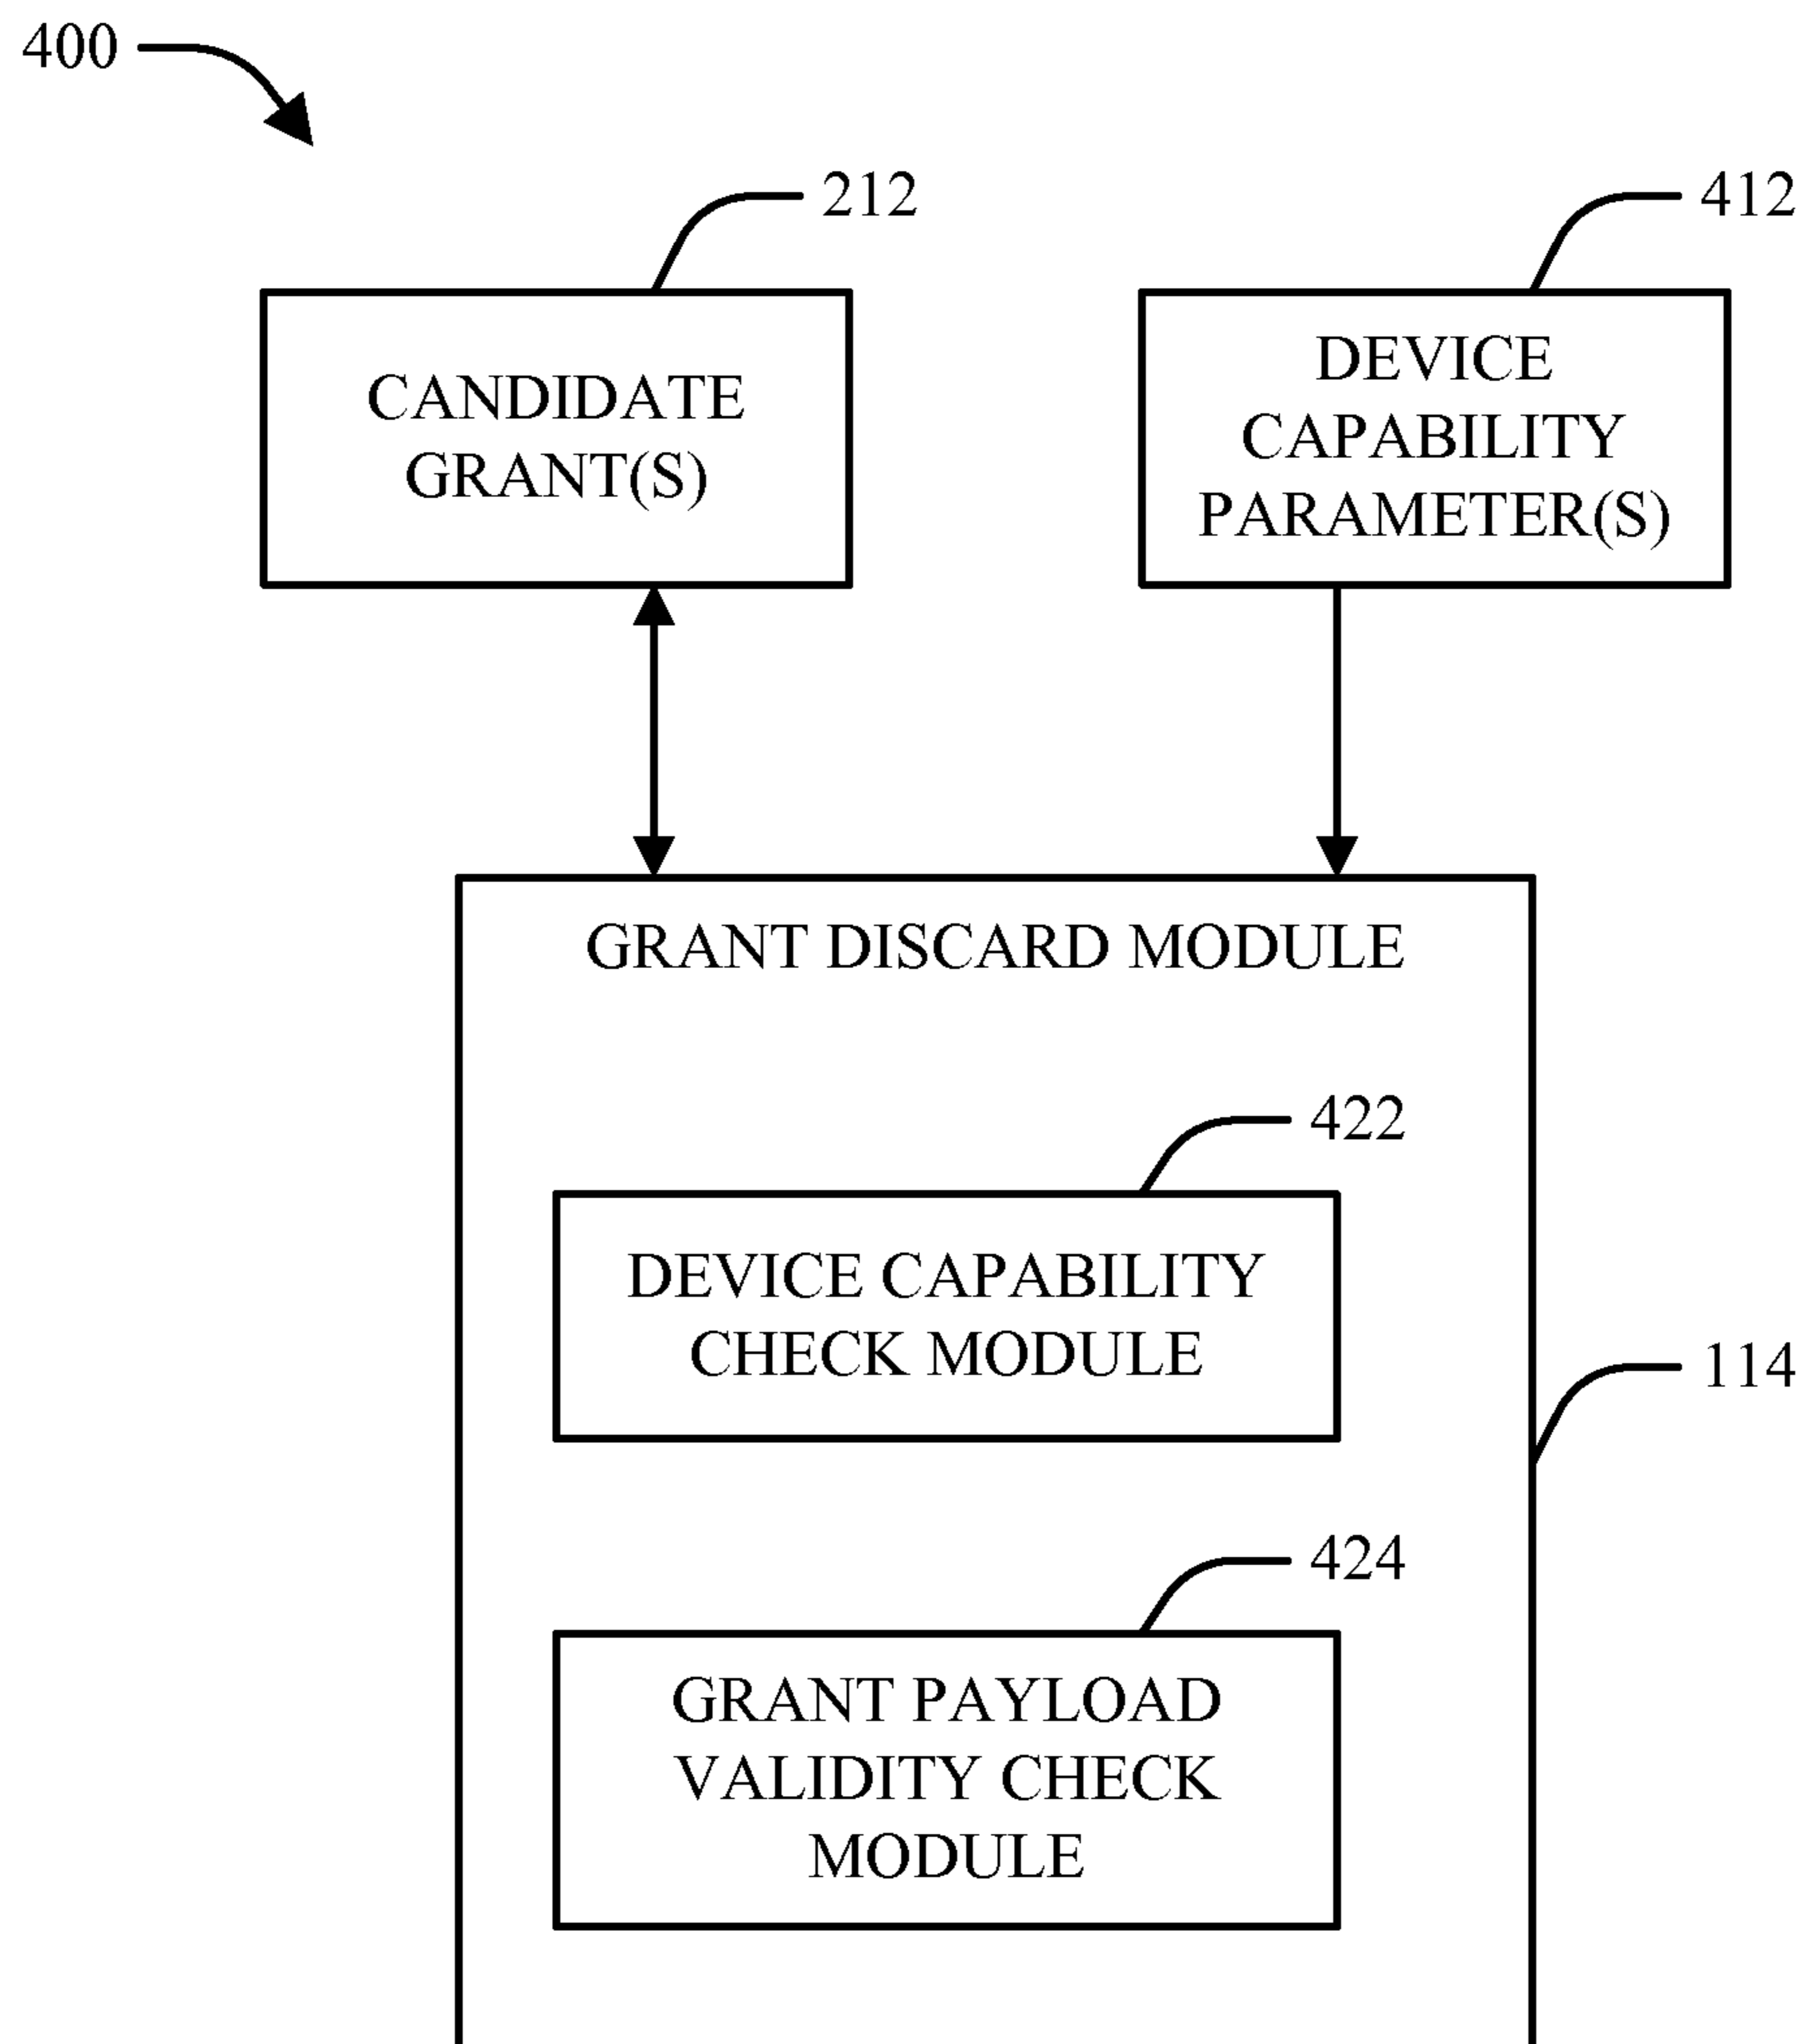 400
212
412
CANDIDATE
GRANT(S)
DEVICE
CAPABILITY
PARAMETER(S)
GRANT DISCARD MODULE
422
DEVICE CAPABILITY
CHECK MODULE
114
424
GRANT PAYLOAD
VALIDITY CHECK
MODULE